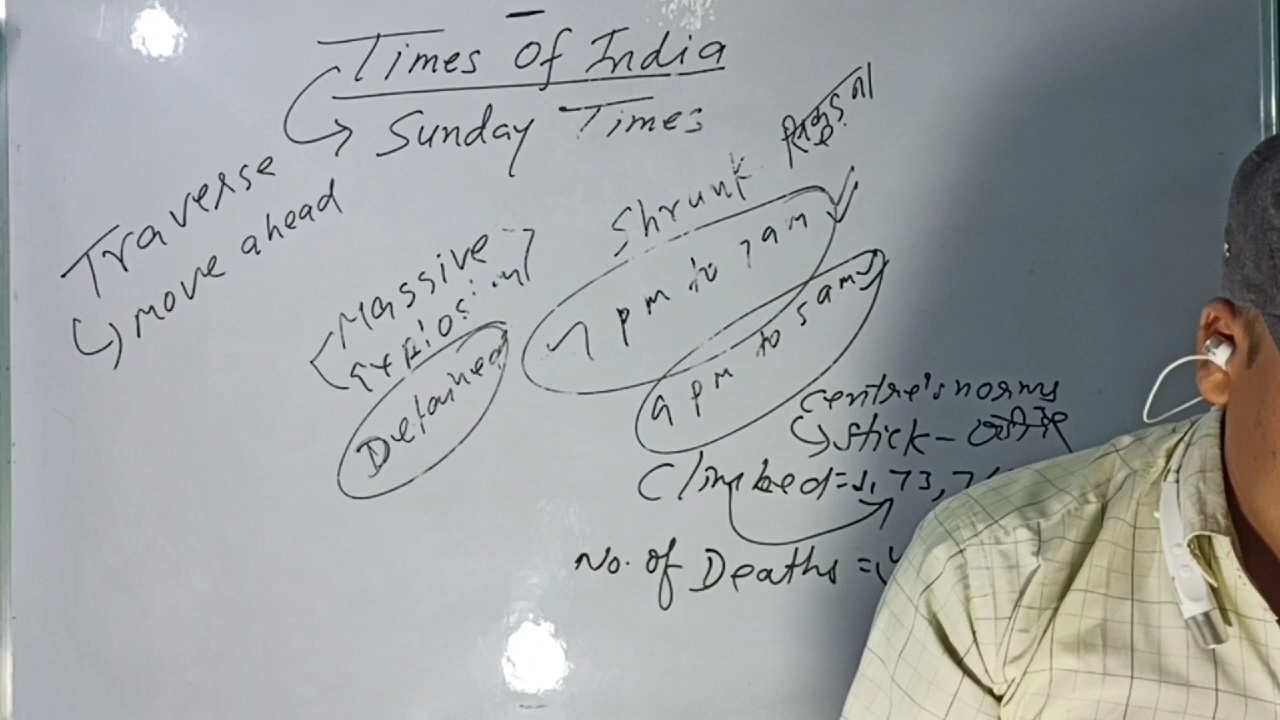 Times Of India
Sunday Times
Traverse
move ahead
Massive
Detained
Shrunk
7 pm to 7 am
9 pm to 5 am
Centre's norms
stick -
Climbed = 1,73,7
No. of Deaths =